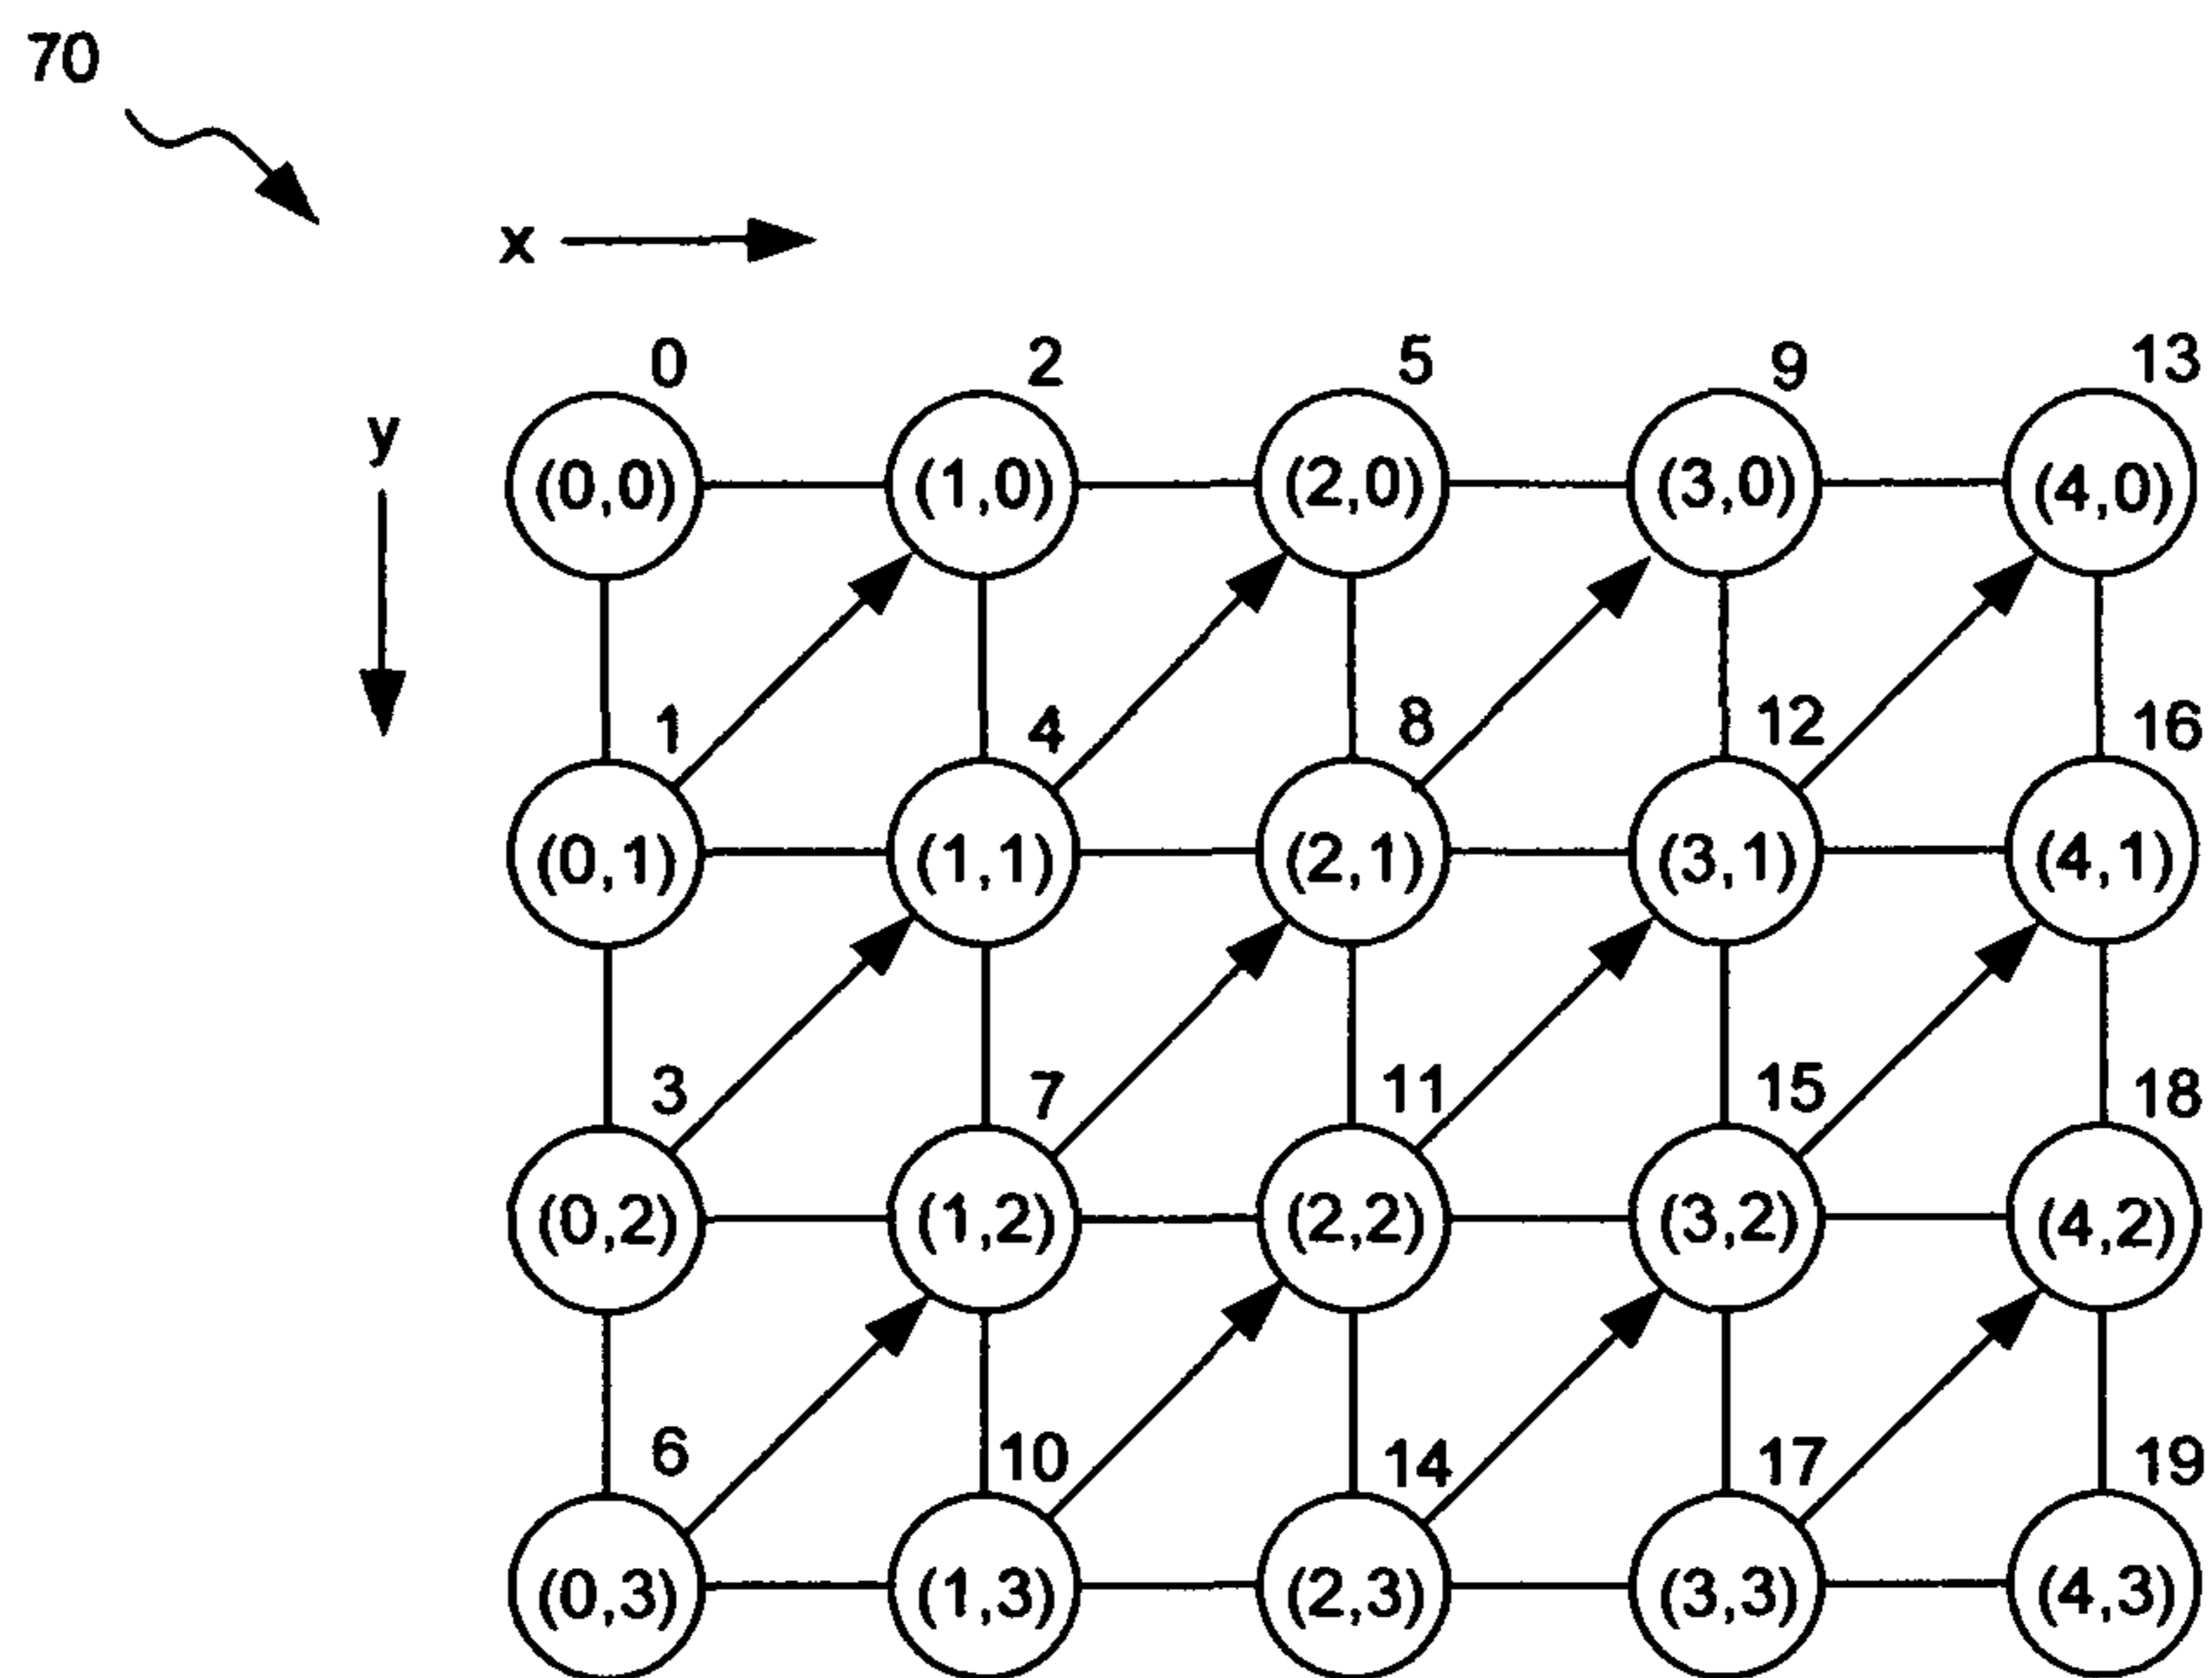 70
x
0 2 5 9 13
y
(0,0) (1,0) (2,0) (3,0) (4,0)
1 4 8 12 16
(0,1) (1,1) (2,1) (3,1) (4,1)
3 7 11 15 18
(0,2) (1,2) (2,2) (3,2) (4,2)
6 10 14 17 19
(0,3) (1,3) (2,3) (3,3) (4,3)